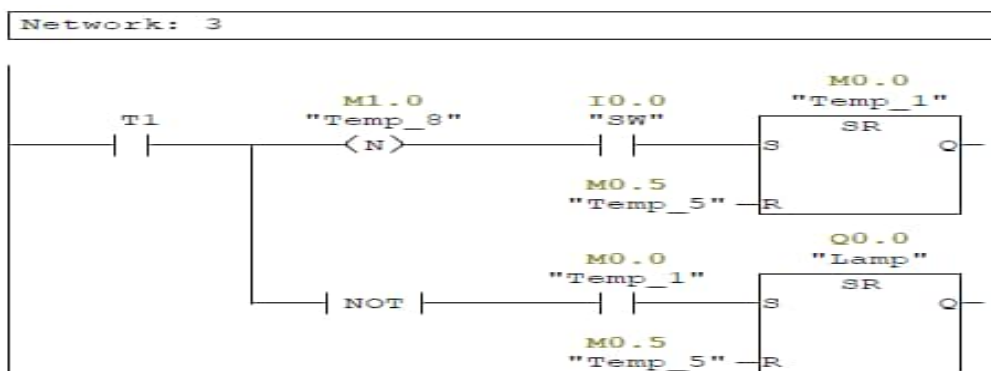 Network: 3
M0.0
M1.0 I0.0 "Temp_1"
T1 "Temp_8" "SW" SR
(N) S Q
M0.5
"Temp_5" R
Q0.0
M0.0 "Lamp"
"Temp_1" SR
NOT S Q
M0.5
"Temp_5" R